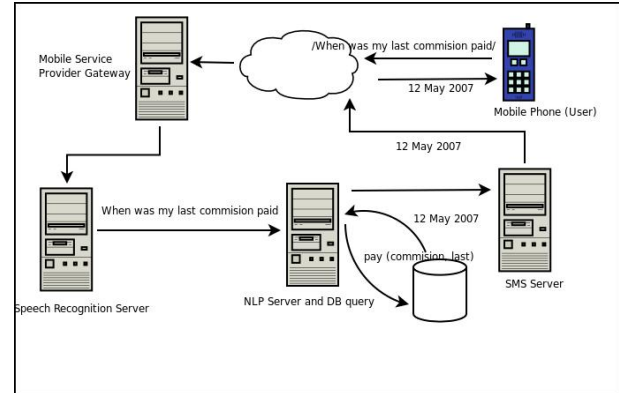 /When was my last commision paid/
Mobile Service
Provider Gateway
12 May 2007
Mobile Phone (User)
12 May 2007
When was my last commision paid
12 May 2007
pay (commision, last)
Speech Recognition Server
NLP Server and DB query
SMS Server